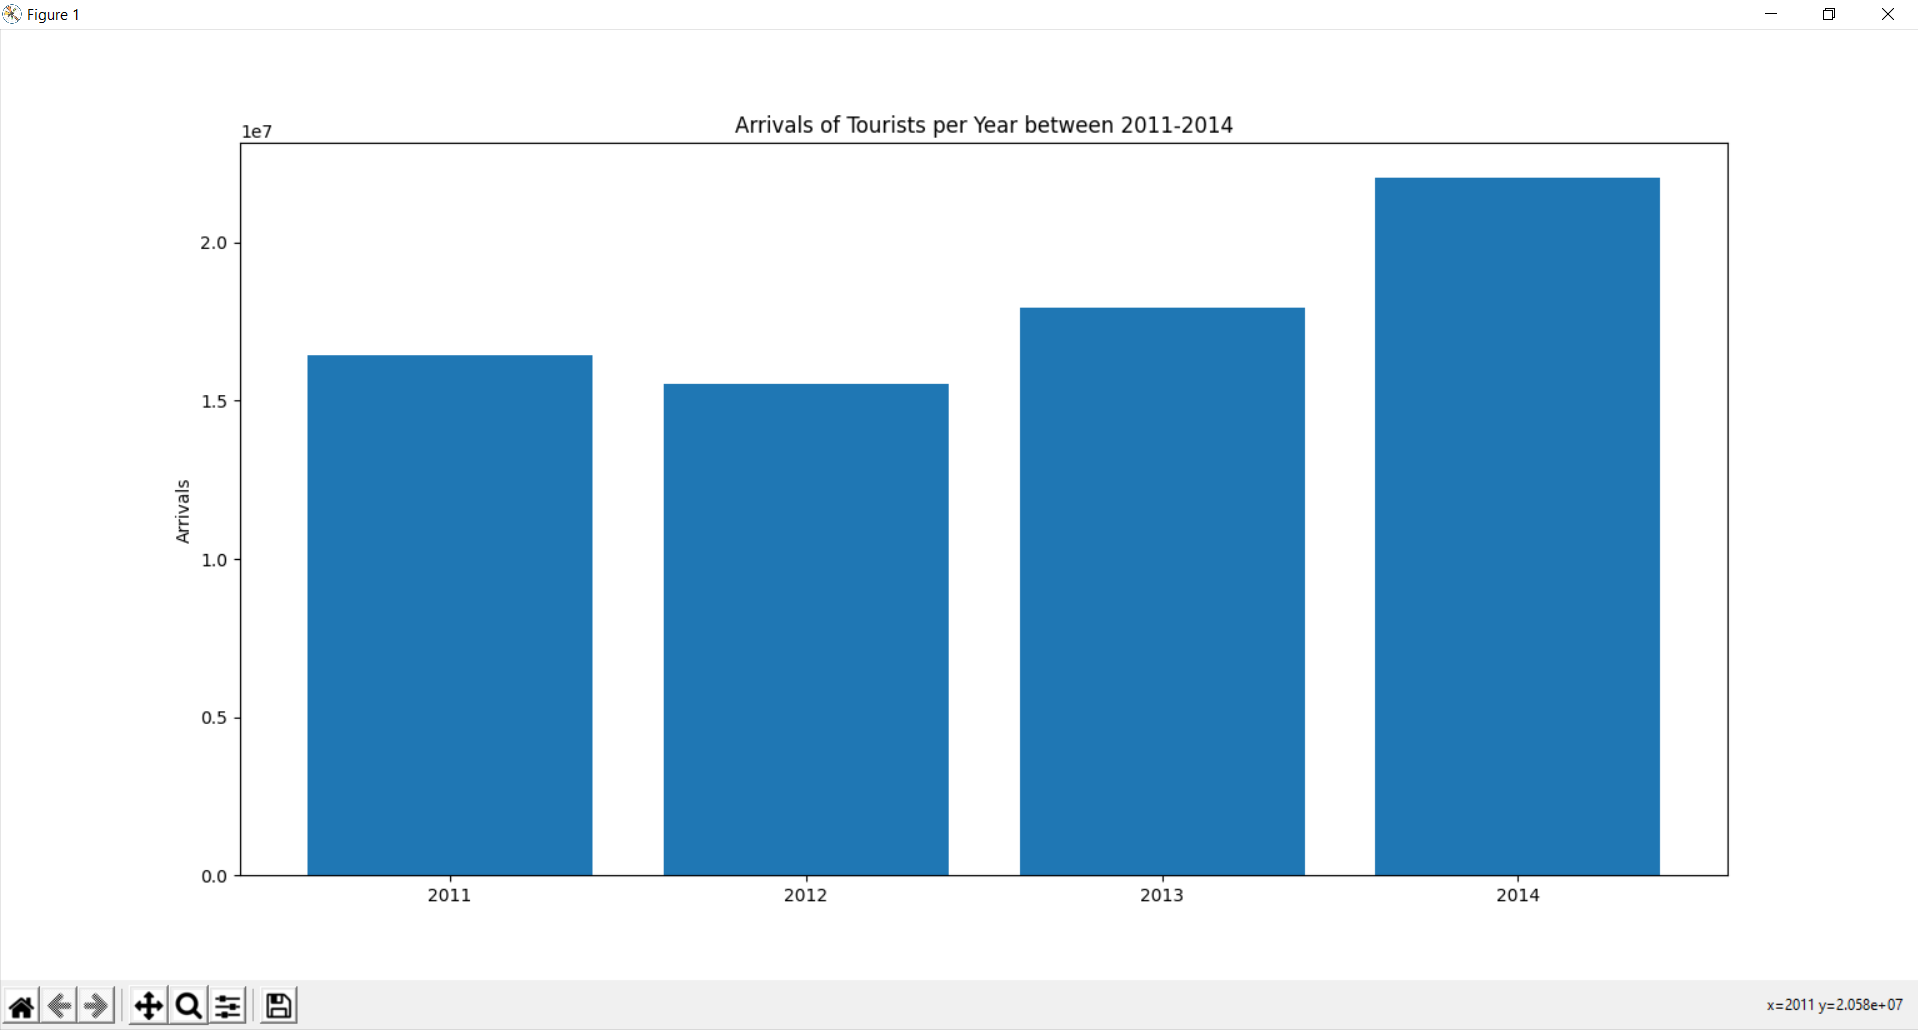 Figure 1
Arrivals of Tourists per Year between 2011-2014
1e7
2.0
1.5
1.0
0.5
0.0
Arrivals
2011 2012 2013 2014
x=2011 y=2.058e+07